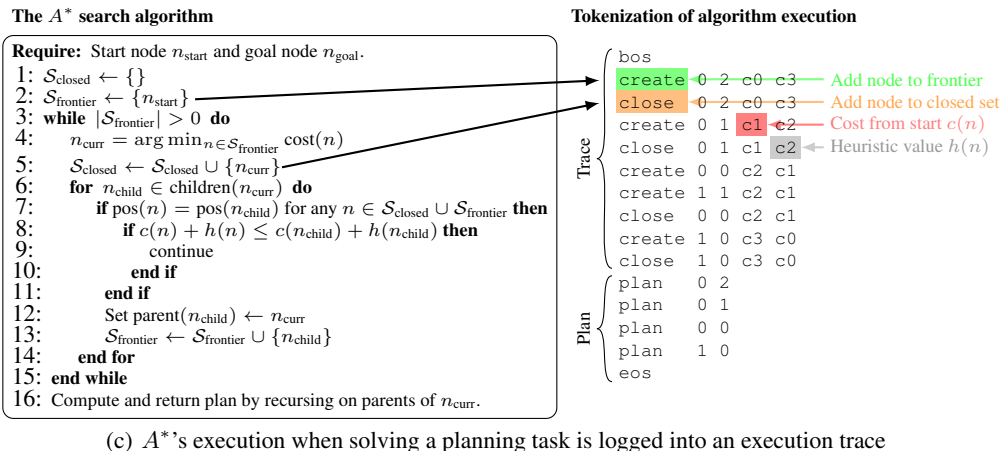 The A* search algorithm
Require: Start node n_start and goal node n_goal.
1: S_closed ← {}
2: S_frontier ← {n_start}
3: while |S_frontier| > 0 do
4: n_curr = arg min_{n∈S_frontier} cost(n)
5: S_closed ← S_closed ∪ {n_curr}
6: for n_child ∈ children(n_curr) do
7: if pos(n) = pos(n_child) for any n ∈ S_closed ∪ S_frontier then
8: if c(n) + h(n) ≤ c(n_child) + h(n_child) then
9: continue
10: end if
11: end if
12: Set parent(n_child) ← n_curr
13: S_frontier ← S_frontier ∪ {n_child}
14: end for
15: end while
16: Compute and return plan by recursing on parents of n_curr.
Tokenization of algorithm execution
Trace
bos
create 0 2 c0 c3 Add node to frontier
close 0 2 c0 c3 Add node to closed set
create 0 1 c1 c2 Cost from start c(n)
close 0 1 c1 c2 Heuristic value h(n)
create 0 0 c2 c1
create 1 1 c2 c1
close 0 0 c2 c1
create 1 0 c3 c0
close 1 0 c3 c0
Plan
plan 0 2
plan 0 1
plan 0 0
plan 1 0
eos
(c) A*'s execution when solving a planning task is logged into an execution trace